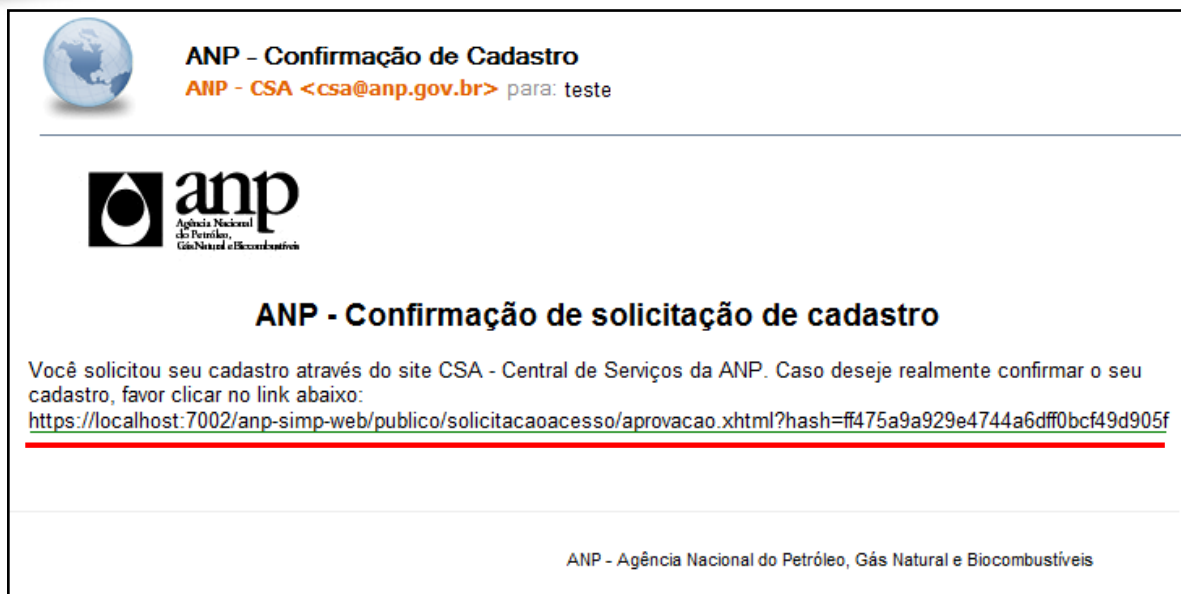 ANP - Confirmação de Cadastro
ANP - CSA <csa@anp.gov.br> para: teste
anp
Agência Nacional
do Petróleo,
Gás Natural e Biocombustíveis
ANP - Confirmação de solicitação de cadastro
Você solicitou seu cadastro através do site CSA - Central de Serviços da ANP. Caso deseje realmente confirmar o seu
cadastro, favor clicar no link abaixo:
https://localhost:7002/anp-simp-web/publico/solicitacaoacesso/aprovacao.xhtml?hash=ff475a9a929e4744a6dff0bcf49d905f
ANP - Agência Nacional do Petróleo, Gás Natural e Biocombustíveis